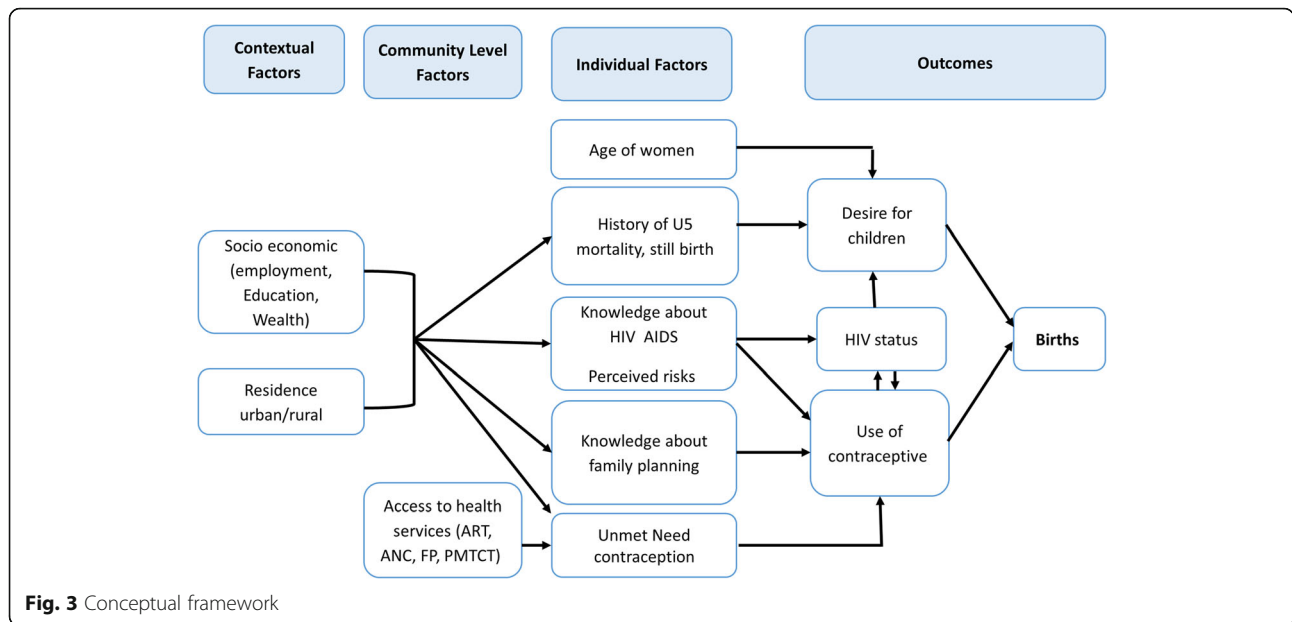 Contextual
Factors
Community Level
Factors
Individual Factors
Outcomes
Age of women
History of U5
mortality, still birth
Desire for
children
Socio economic
(employment,
Education,
Wealth)
Knowledge about
HIV AIDS
Perceived risks
HIV status
Births
Residence
urban/rural
Knowledge about
family planning
Use of
contraceptive
Access to health
services (ART,
ANC, FP, PMTCT)
Unmet Need
contraception
Fig. 3 Conceptual framework